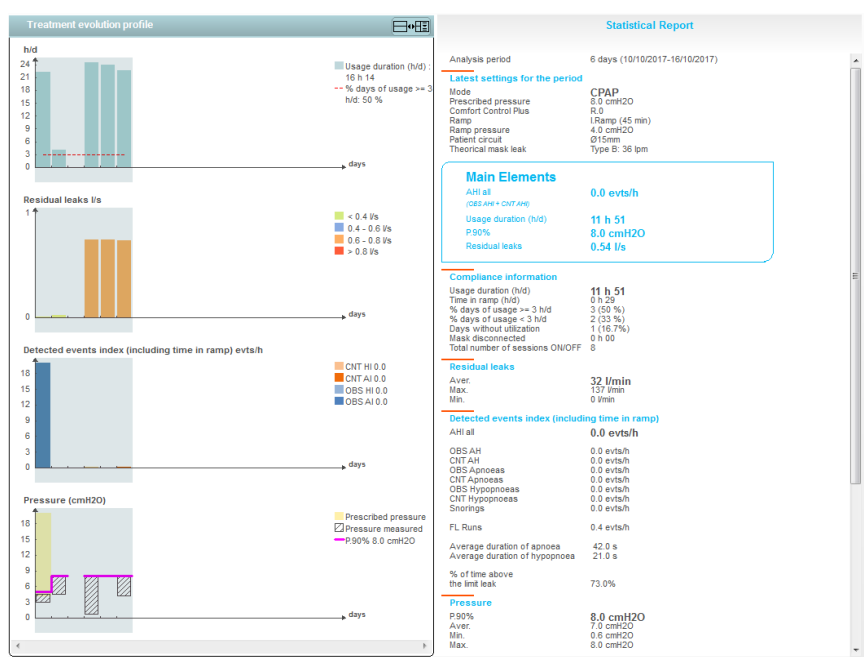 Treatment evolution profile
h/d
24
21
18
15
12
9
6
3
0
days
Usage duration (h/d) :
16 h 14
% days of usage >= 3
h/d: 50 %
Residual leaks l/s
1
0
days
< 0.4 l/s
0.4 - 0.6 l/s
0.6 - 0.8 l/s
> 0.8 l/s
Detected events index (including time in ramp) evts/h
18
15
12
9
6
3
0
days
CNT HI 0.0
CNT AI 0.0
OBS HI 0.0
OBS AI 0.0
Pressure (cmH2O)
18
15
12
9
6
3
0
days
Prescribed pressure
Pressure measured
P.90% 8.0 cmH2O
Statistical Report
Analysis period 6 days (10/10/2017-16/10/2017)
Latest settings for the period
Mode CPAP
Prescribed pressure 8.0 cmH2O
Comfort Control Plus R.0
Ramp I.Ramp (45 min)
Ramp pressure 4.0 cmH2O
Patient circuit Ø15mm
Theorical mask leak Type B: 36 lpm
Main Elements
AHI all 0.0 evts/h
(OBS AHI + CNT AHI)
Usage duration (h/d) 11 h 51
P.90% 8.0 cmH2O
Residual leaks 0.54 l/s
Compliance information
Usage duration (h/d) 11 h 51
Time in ramp (h/d) 0 h 29
% days of usage >= 3 h/d 3 (50 %)
% days of usage < 3 h/d 2 (33 %)
Days without utilization 1 (16.7%)
Mask disconnected 0 h 00
Total number of sessions ON/OFF 8
Residual leaks
Aver. 32 l/min
Max. 137 l/min
Min. 0 l/min
Detected events index (including time in ramp)
AHI all 0.0 evts/h
OBS AH 0.0 evts/h
CNT AH 0.0 evts/h
OBS Apnoeas 0.0 evts/h
CNT Apnoeas 0.0 evts/h
OBS Hypopnoeas 0.0 evts/h
CNT Hypopnoeas 0.0 evts/h
Snorings 0.0 evts/h
FL Runs 0.4 evts/h
Average duration of apnoea 42.0 s
Average duration of hypopnoea 21.0 s
% of time above
the limit leak 73.0%
Pressure
P.90% 8.0 cmH2O
Aver. 7.0 cmH2O
Min. 0.6 cmH2O
Max. 8.0 cmH2O